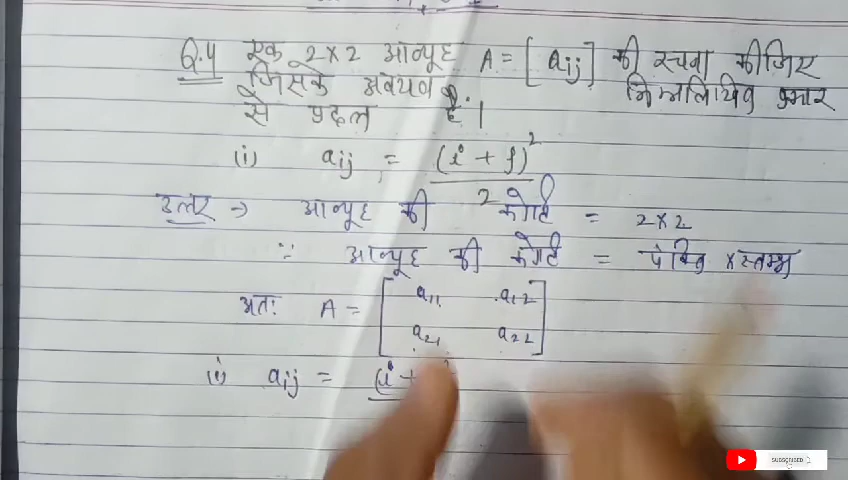 Q.4 एक 2×2 आव्यूह A = [aij] की रचना कीजिए
जिसके अवयव निम्नलिखित प्रकार
से प्रदत्त हैं।
(i) aij = (i + j)² / 2
उत्तर → आव्यूह की कोटि = 2×2
∵ आव्यूह की कोटि = पंक्ति × स्तम्भ
अतः A = [a11 a12
a21 a22]
(i) aij = (i +
SUBSCRIBED